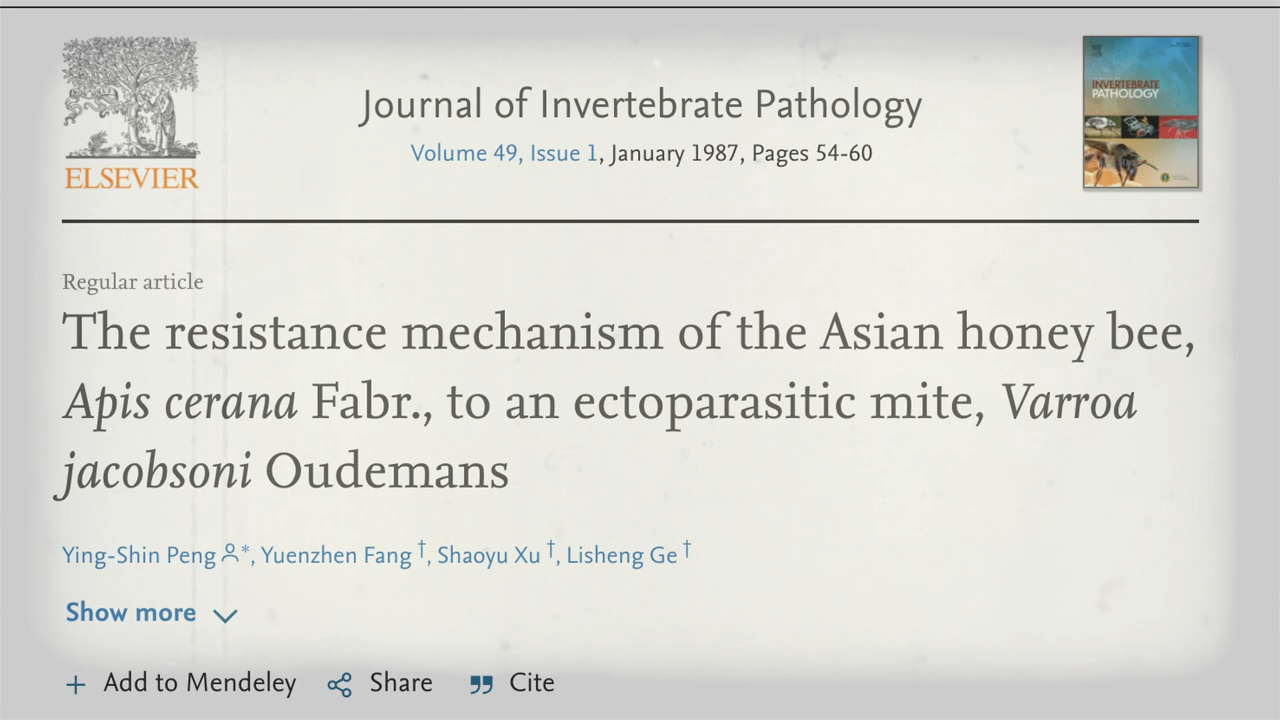 Journal of Invertebrate Pathology
Volume 49, Issue 1, January 1987, Pages 54-60
ELSEVIER
INVERTEBRATE
PATHOLOGY
Regular article
The resistance mechanism of the Asian honey bee,
Apis cerana Fabr., to an ectoparasitic mite, Varroa
jacobsoni Oudemans
Ying-Shin Peng *, Yuenzhen Fang †, Shaoyu Xu †, Lisheng Ge †
Show more
+ Add to Mendeley Share Cite